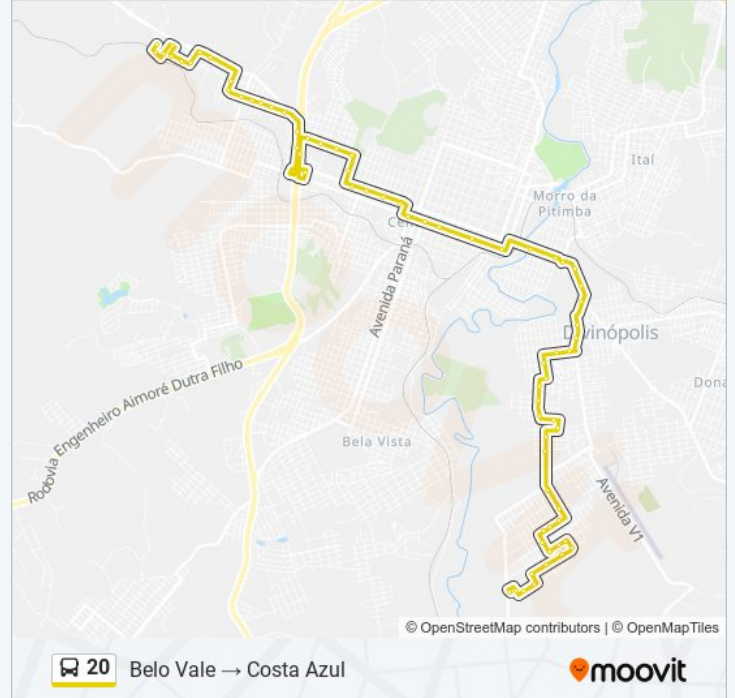 Itaí
Morro da
Pitimba
Avenida Paraná
Divinópolis
Rodovia Engenheiro Aimoré Dutra Filho
Bela Vista
Avenida V1
© OpenStreetMap contributors | © OpenMapTiles
20 Belo Vale → Costa Azul
moovit